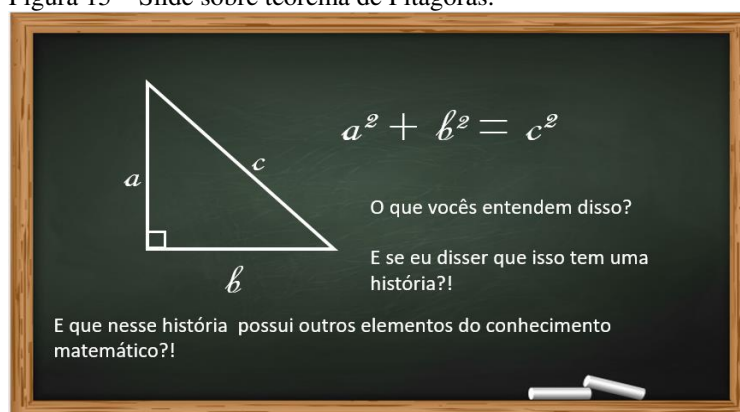 Figura 15 – Slide sobre teorema de Pitágoras.
a² + b² = c²
a
c
b
O que vocês entendem disso?
E se eu disser que isso tem uma
história?!
E que nesse história possui outros elementos do conhecimento
matemático?!